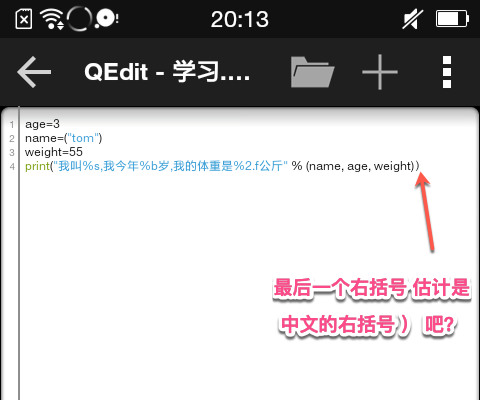 20:13
QEdit - 学习....
1 age=3
2 name=("tom")
3 weight=55
4 print("我叫%s,我今年%b岁,我的体重是%2.f公斤" % (name, age, weight)）
最后一个右括号 估计是
中文的右括号 ） 吧?